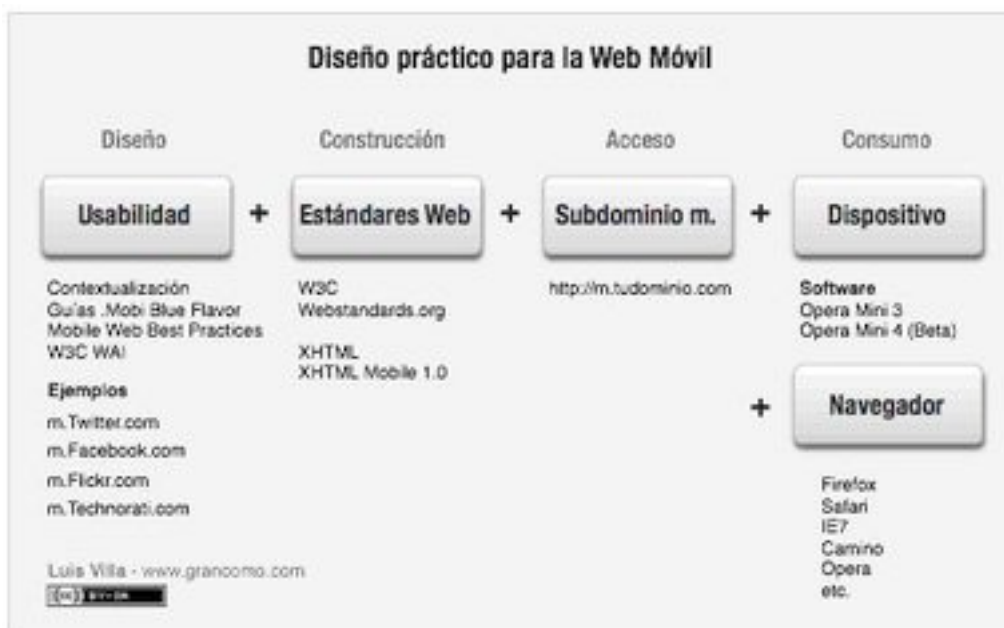 Diseño práctico para la Web Móvil
Diseño
Construcción
Acceso
Consumo
Usabilidad
+
Estándares Web
+
Subdominio m.
+
Dispositivo
Contextualización
Guías .Mobi Blue Flavor
Mobile Web Best Practices
W3C WAI
Ejemplos
m.Twitter.com
m.Facebook.com
m.Flickr.com
m.Technorati.com
W3C
Webstandards.org
XHTML
XHTML Mobile 1.0
http://m.tudominio.com
Software
Opera Mini 3
Opera Mini 4 (Beta)
+
Navegador
Firefox
Safari
IE7
Camino
Opera
etc.
Luis Villa - www.grancomo.com
(cc) BY-SA